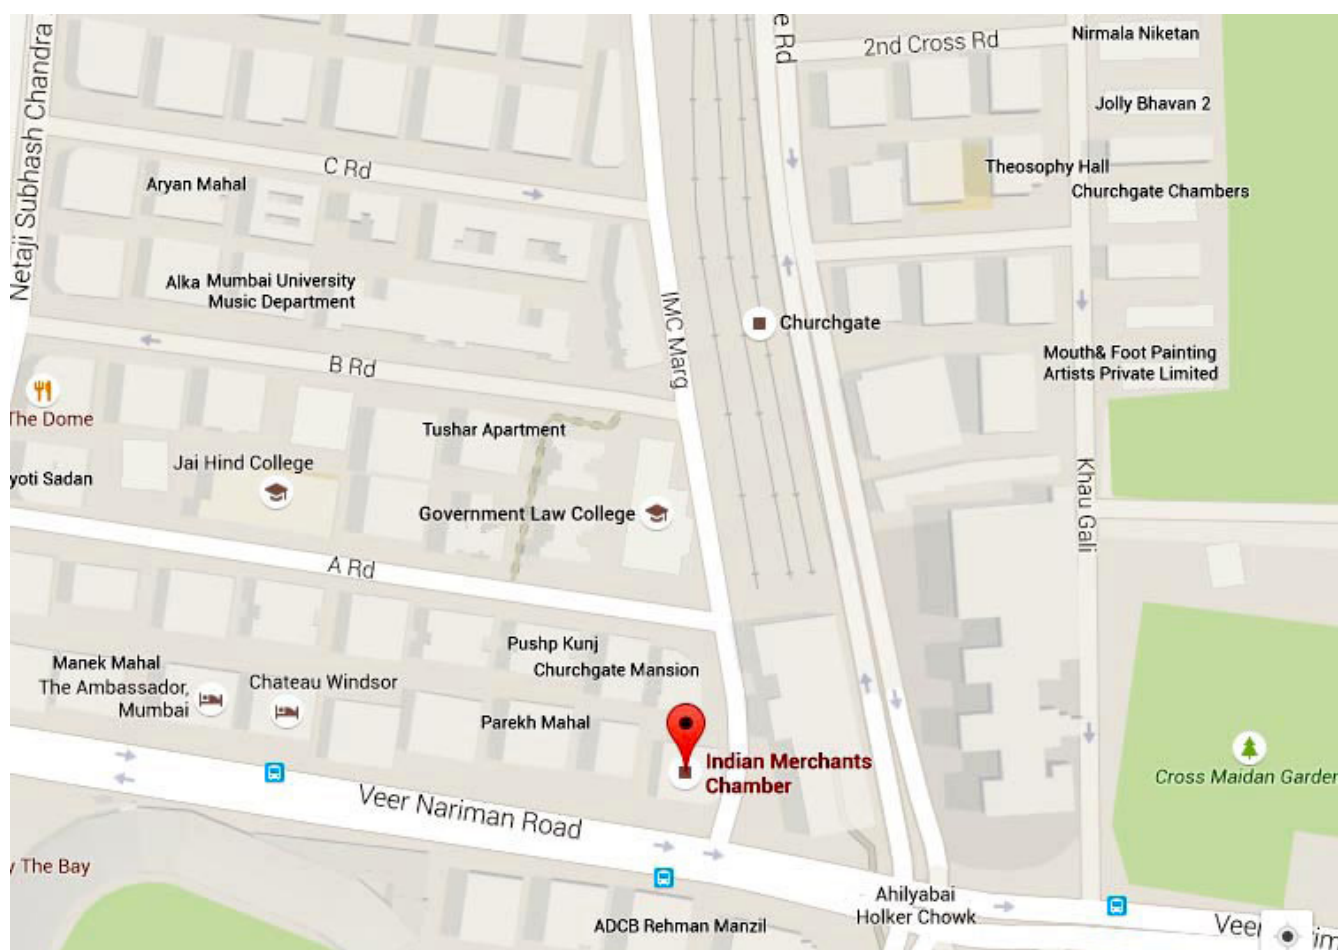 2nd Cross Rd
Nirmala Niketan
e Rd
Netaji Subhash Chandra
Jolly Bhavan 2
C Rd
Aryan Mahal
Theosophy Hall
Churchgate Chambers
Alka
Mumbai University
Music Department
IMC Marg
Churchgate
B Rd
Mouth& Foot Painting
Artists Private Limited
The Dome
Tushar Apartment
Jai Hind College
yoti Sadan
Khau Gali
Government Law College
A Rd
Pushp Kunj
Churchgate Mansion
Manek Mahal
The Ambassador,
Mumbai
Chateau Windsor
Parekh Mahal
Indian Merchants
Chamber
Cross Maidan Garden
Veer Nariman Road
y The Bay
Ahilyabai
Holker Chowk
ADCB Rehman Manzil
Veer
rim